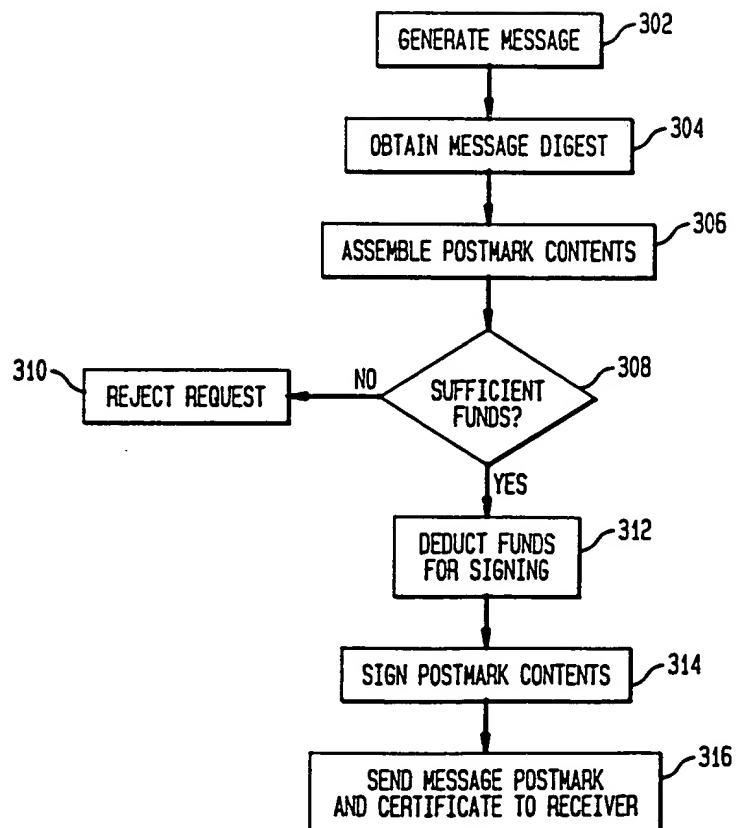 GENERATE MESSAGE
302
OBTAIN MESSAGE DIGEST
304
ASSEMBLE POSTMARK CONTENTS
306
310
REJECT REQUEST
NO
SUFFICIENT
FUNDS?
308
YES
DEDUCT FUNDS
FOR SIGNING
312
SIGN POSTMARK CONTENTS
314
SEND MESSAGE POSTMARK
AND CERTIFICATE TO RECEIVER
316